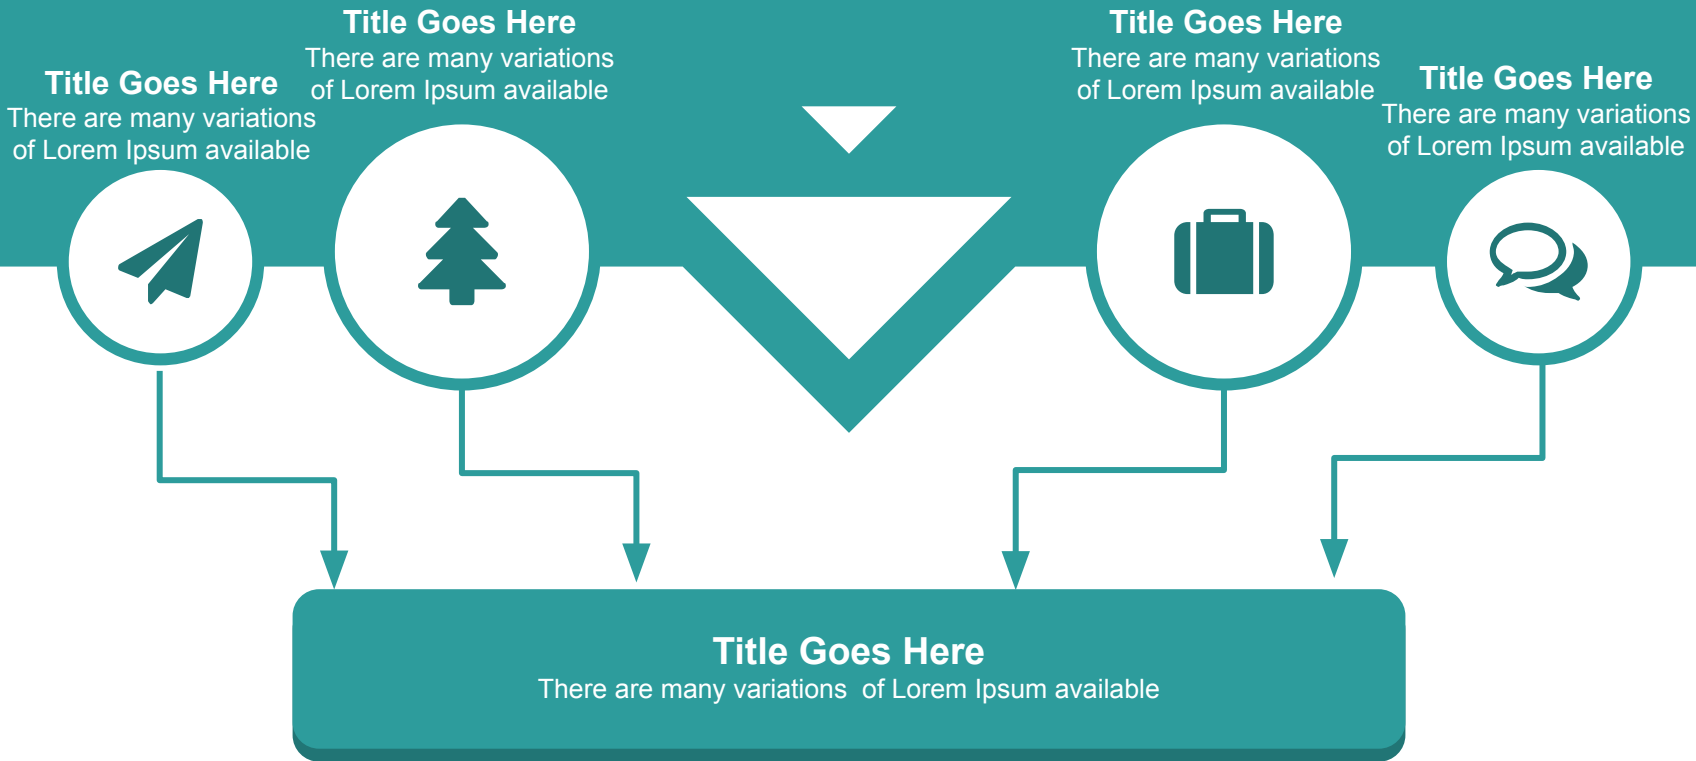 Title Goes Here
There are many variations
of Lorem Ipsum available
Title Goes Here
There are many variations
of Lorem Ipsum available
Title Goes Here
There are many variations
of Lorem Ipsum available
Title Goes Here
There are many variations
of Lorem Ipsum available
Title Goes Here
There are many variations  of Lorem Ipsum available